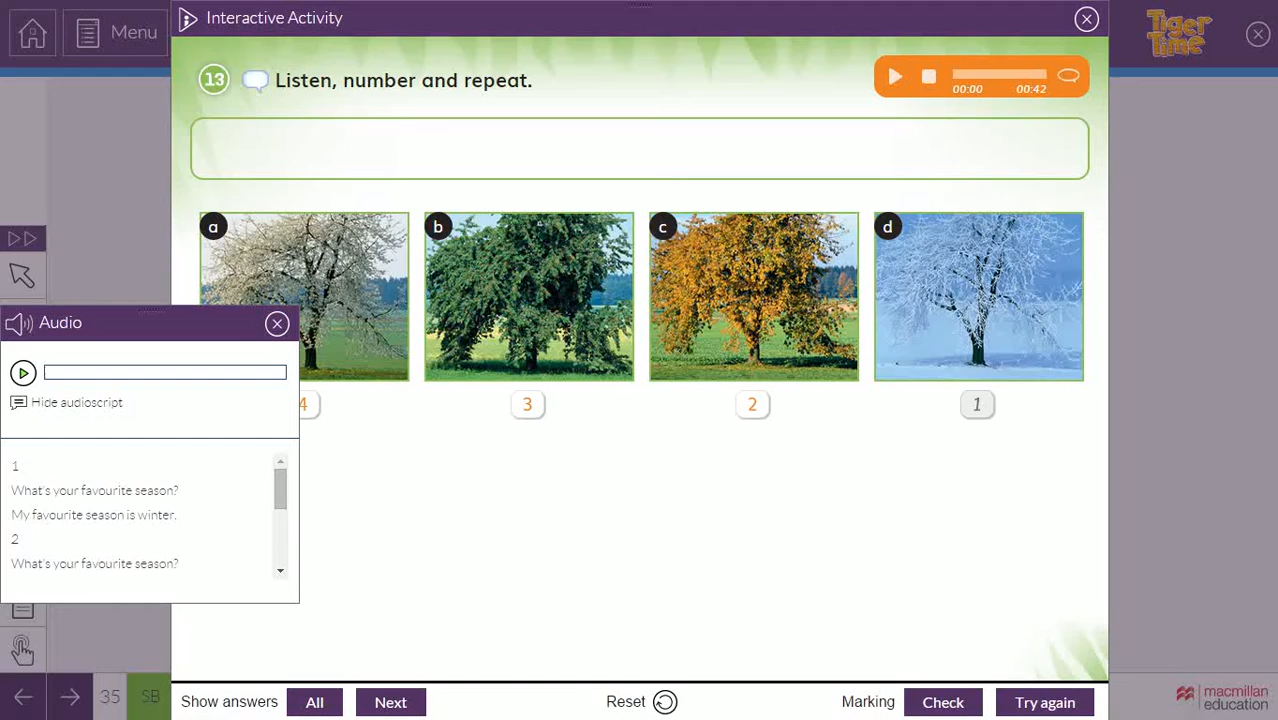 Menu
Interactive Activity
Tiger Time
13 Listen, number and repeat.
00:00 00:42
a b c d
4 3 2 1
Audio
Hide audioscript
1
What's your favourite season?
My favourite season is winter.
2
What's your favourite season?
35 SB
Show answers All Next Reset Marking Check Try again
macmillan
education